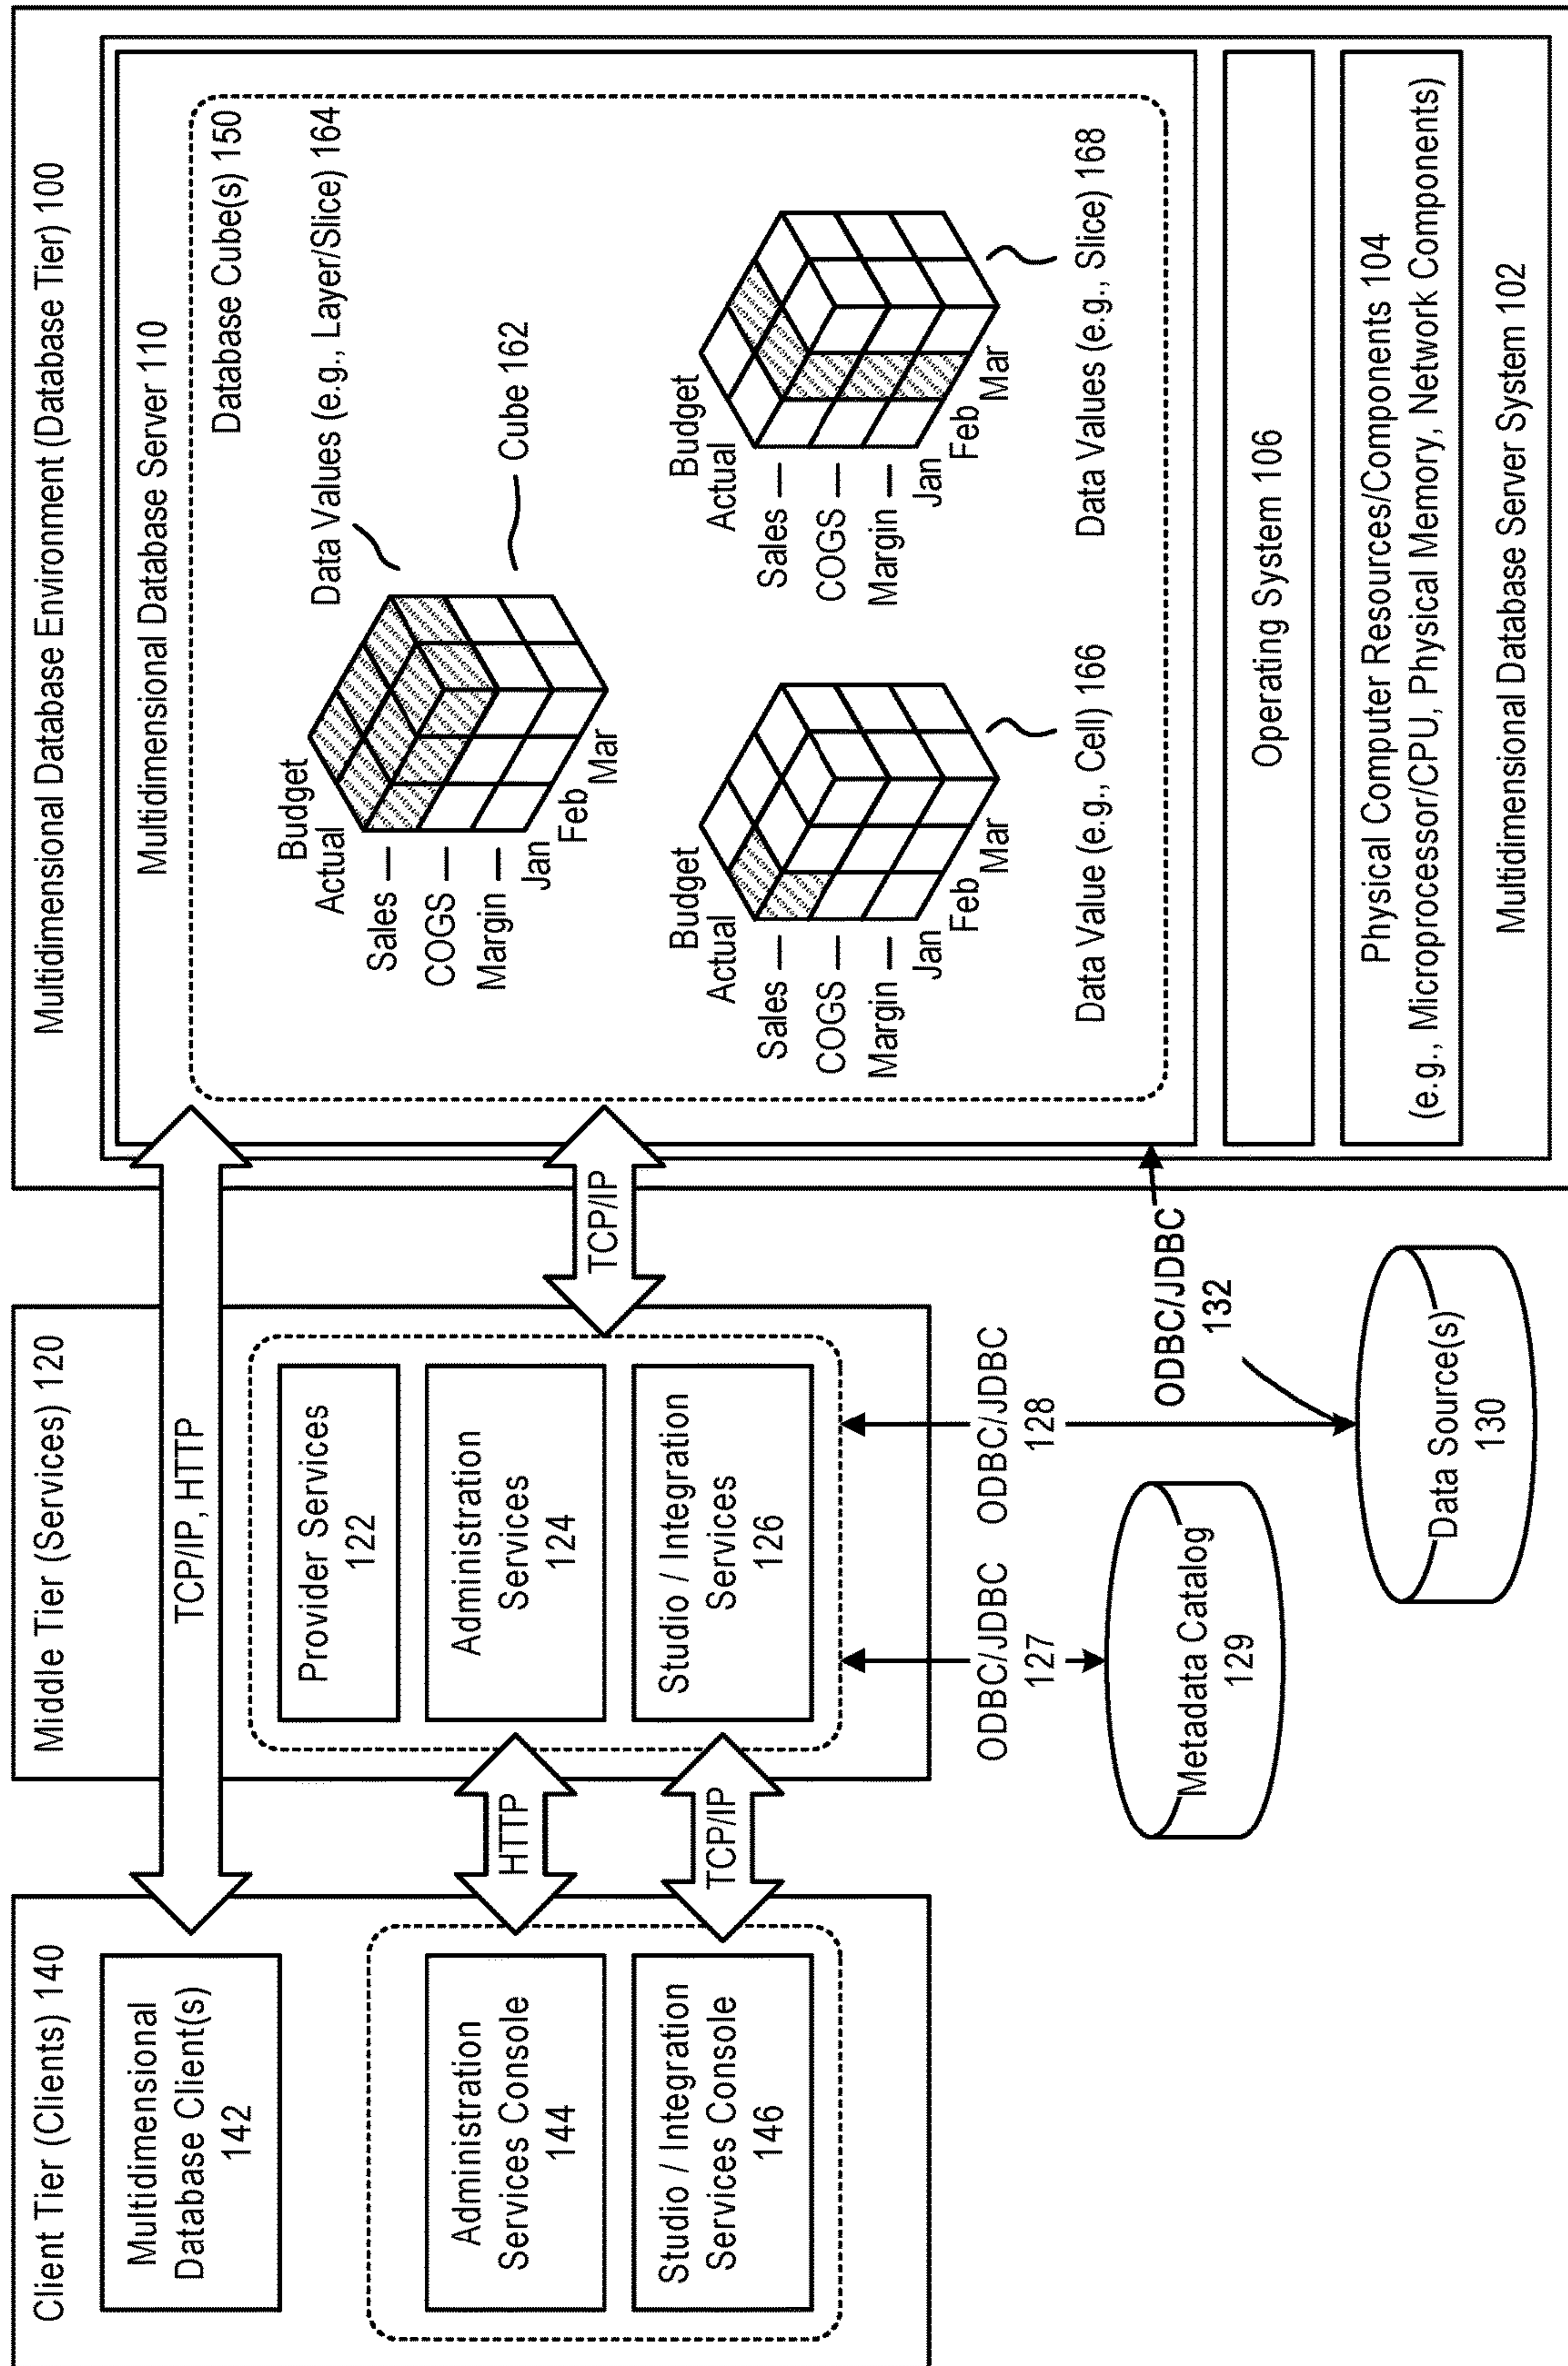 Client Tier (Clients) 140
Multidimensional
Database Client(s)
142
Administration
Services Console
144
Studio / Integration
Services Console
146
TCP/IP, HTTP
HTTP
TCP/IP
Middle Tier (Services) 120
Provider Services
122
Administration
Services
124
Studio / Integration
Services
126
ODBC/JDBC
127
ODBC/JDBC
128
Metadata Catalog
129
Data Source(s)
130
ODBC/JDBC
132
TCP/IP
Multidimensional Database Environment (Database Tier) 100
Multidimensional Database Server 110
Database Cube(s) 150
Data Values (e.g., Layer/Slice) 164
Cube 162
Budget
Actual
Sales
COGS
Margin
Jan
Feb
Mar
Budget
Actual
Sales
COGS
Margin
Jan
Feb
Mar
Data Value (e.g., Cell) 166
Budget
Actual
Sales
COGS
Margin
Jan
Feb
Mar
Data Values (e.g., Slice) 168
Operating System 106
Physical Computer Resources/Components 104
(e.g., Microprocessor/CPU, Physical Memory, Network Components)
Multidimensional Database Server System 102